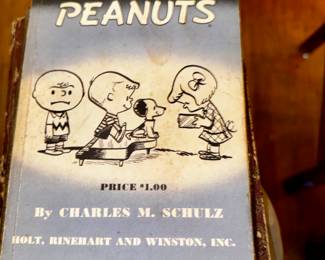 PEANUTS
PRICE $1.00
By CHARLES M. SCHULZ
HOLT, RINEHART AND WINSTON, INC.